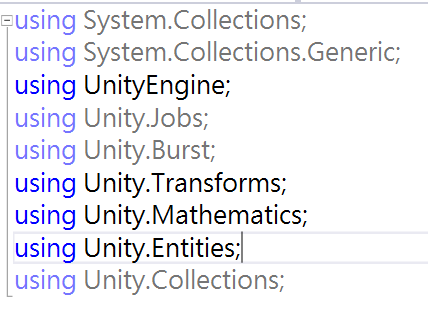 using System.Collections;
using System.Collections.Generic;
using UnityEngine;
using Unity.Jobs;
using Unity.Burst;
using Unity.Transforms;
using Unity.Mathematics;
using Unity.Entities;
using Unity.Collections;